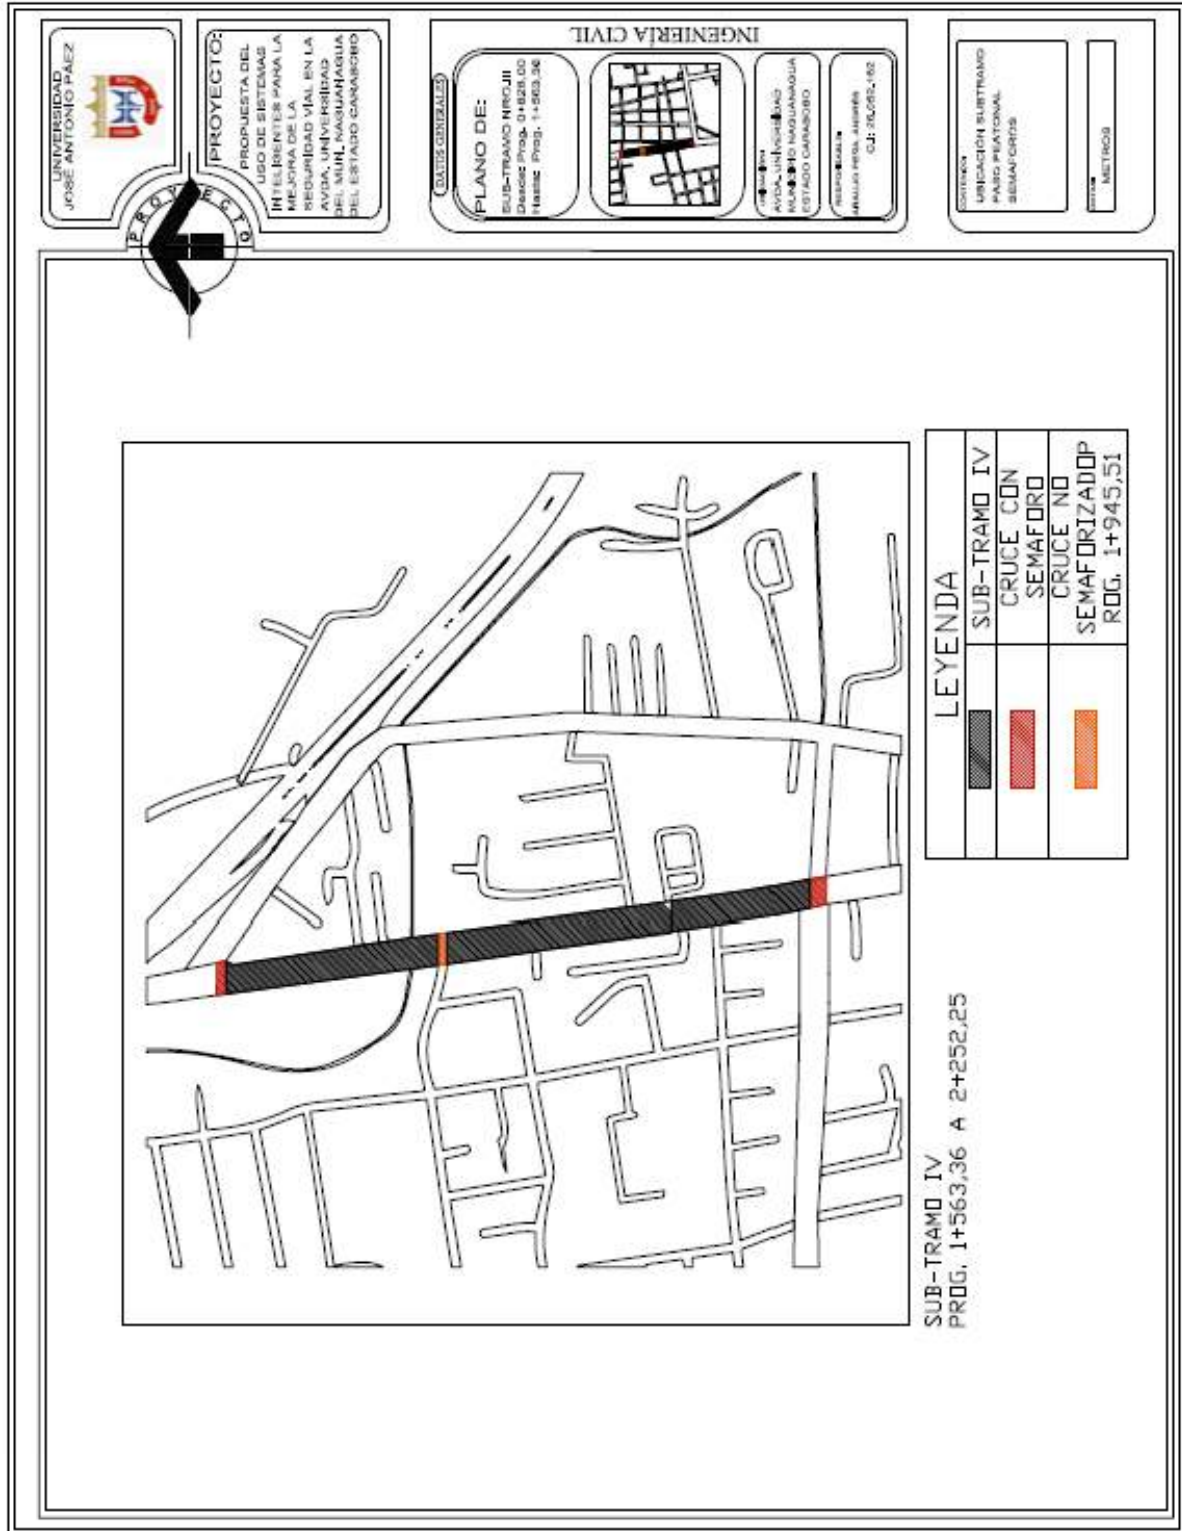 UNIVERSIDAD
JOSÉ ANTONIO PÁEZ
PROYECTO
PROYECTO:
PROPUESTA DEL
USO DE SISTEMAS
INTELIGENTES PARA LA
MEJORA DE LA
SEGURIDAD VIAL EN LA
AVDA. UNIVERSIDAD
DEL MUN. NAGUANAGUA
DEL ESTADO CARABOBO
DATOS GENERALES
PLANO DE:
SUB-TRAMO NRO.III
Desde: Prog. 0+828,00
Hasta: Prog. 1+563,36
INGENIERÍA CIVIL
AVDA. UNIVERSIDAD
MUNICIPIO NAGUANAGUA
ESTADO CARABOBO
RESPONSABLE:
UBICACIÓN SUBTRAMO
PASO PEATONAL
SEMAFOROS
METROS
LEYENDA
SUB-TRAMO IV
CRUCE CON
SEMAFORO
CRUCE NO
SEMAFORIZADOP
ROG. 1+945,51
SUB-TRAMO IV
PROG. 1+563,36 A 2+252,25